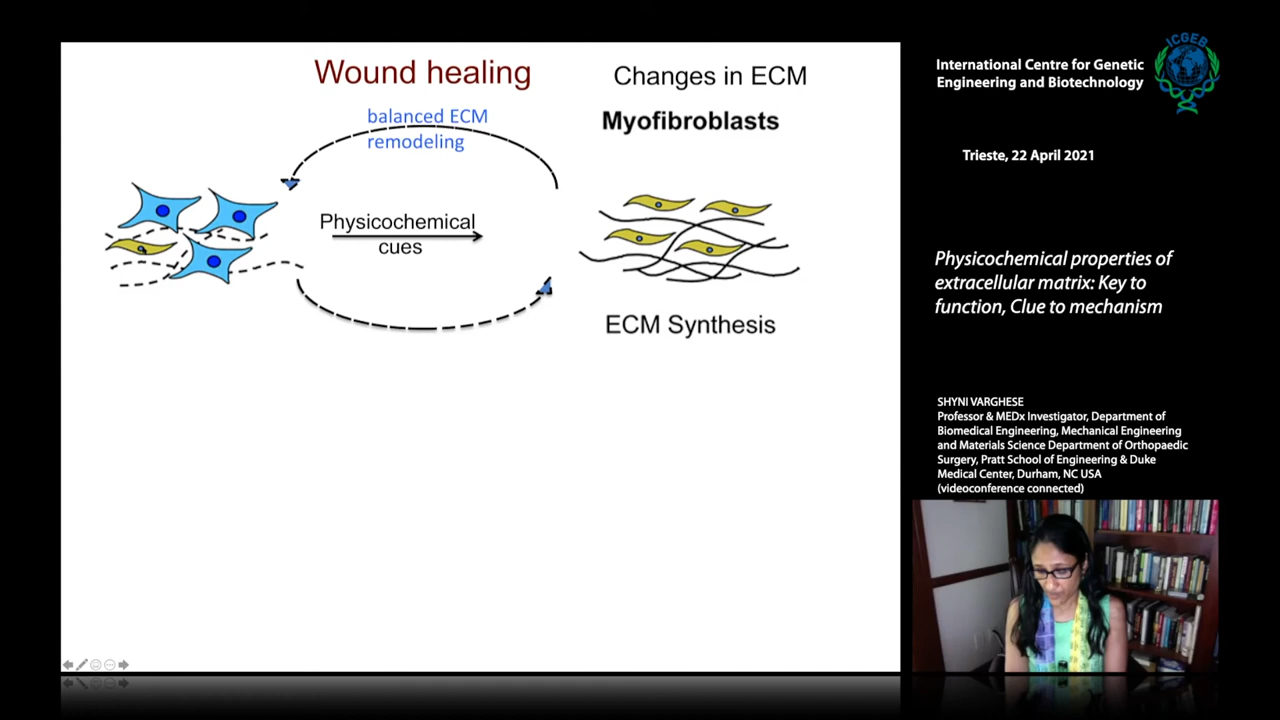 Wound healing
Changes in ECM
balanced ECM
remodeling
Myofibroblasts
Physicochemical
cues
ECM Synthesis
ICGEB
International Centre for Genetic
Engineering and Biotechnology
Trieste, 22 April 2021
Physicochemical properties of
extracellular matrix: Key to
function, Clue to mechanism
SHYNI VARGHESE
Professor & MEDx Investigator, Department of
Biomedical Engineering, Mechanical Engineering
and Materials Science Department of Orthopaedic
Surgery, Pratt School of Engineering & Duke
Medical Center, Durham, NC USA
(videoconference connected)